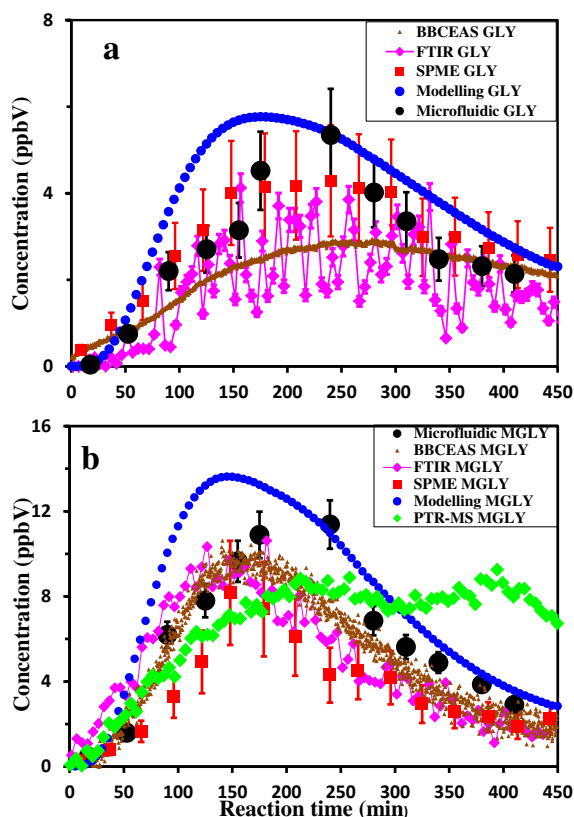 a
BBCEAS GLY
FTIR GLY
SPME GLY
Modelling GLY
Microfluidic GLY
Concentration (ppbV)
8
4
0
0 50 100 150 200 250 300 350 400 450
b
Microfluidic MGLY
BBCEAS MGLY
FTIR MGLY
SPME MGLY
Modelling MGLY
PTR-MS MGLY
Concentration (ppbV)
16
12
8
4
0
0 50 100 150 200 250 300 350 400 450
Reaction time (min)